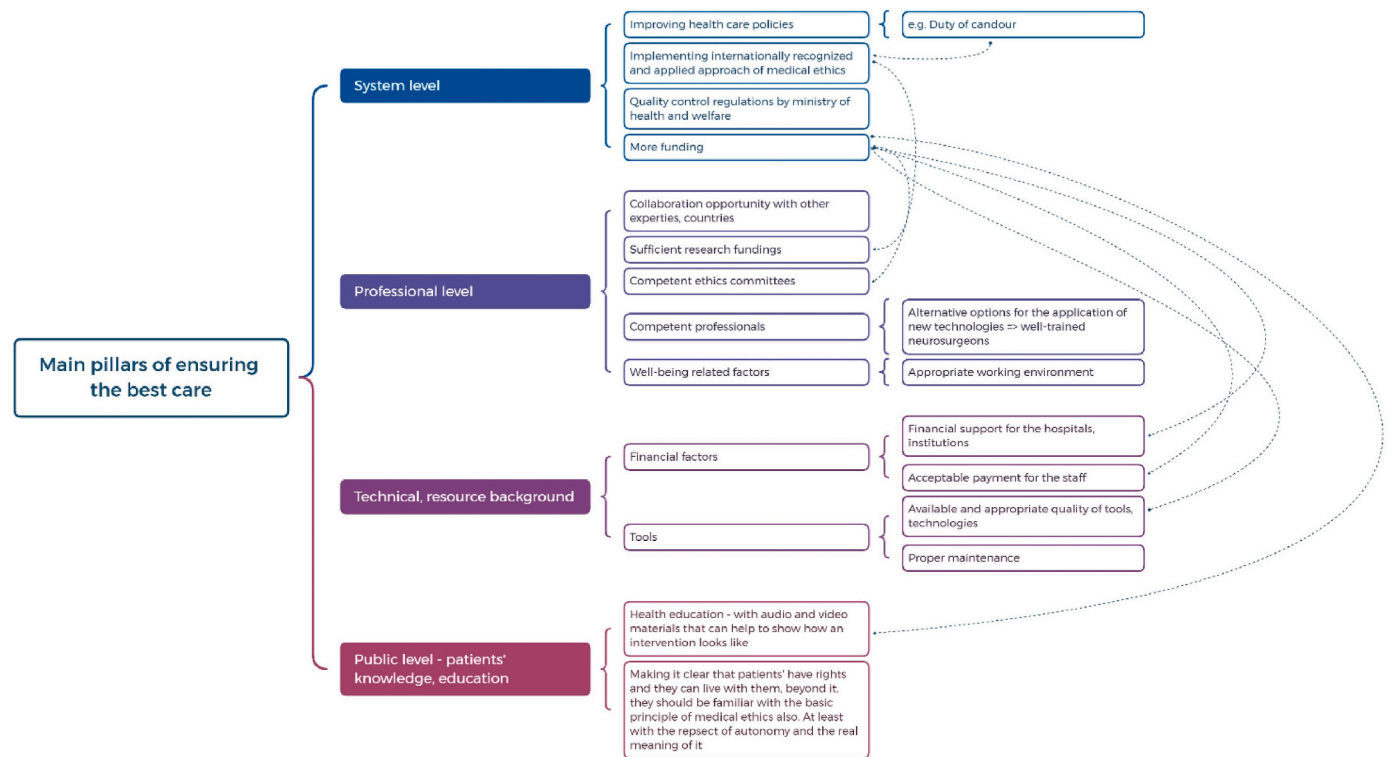 Main pillars of ensuring
the best care
System level
Improving health care policies
e.g. Duty of candour
Implementing internationally recognized
and applied approach of medical ethics
Quality control regulations by ministry of
health and welfare
More funding
Professional level
Collaboration opportunity with other
experties, countries
Sufficient research fundings
Competent ethics committees
Competent professionals
Alternative options for the application of
new technologies => well-trained
neurosurgeons
Well-being related factors
Appropriate working environment
Technical, resource background
Financial factors
Financial support for the hospitals,
institutions
Acceptable payment for the staff
Tools
Available and appropriate quality of tools,
technologies
Proper maintenance
Public level - patients'
knowledge, education
Health education - with audio and video
materials that can help to show how an
intervention looks like
Making it clear that patients' have rights
and they can live with them, beyond it,
they should be familiar with the basic
principle of medical ethics also. At least
with the repsect of autonomy and the real
meaning of it